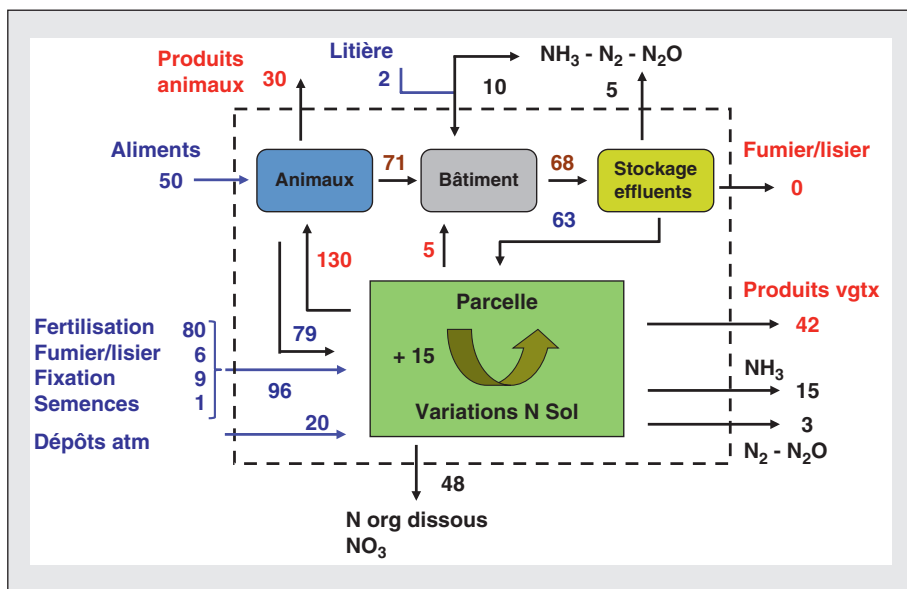 Produits
animaux
30
Litière
2
10
NH3 - N2 - N2O
5
Aliments
50
Animaux
71
Bâtiment
68
Stockage
effluents
Fumier/lisier
0
63
130
5
Parcelle
+ 15
Variations N Sol
Produits vgtx
42
79
Fertilisation 80
Fumier/lisier 6
Fixation 9
Semences 1
96
Dépôts atm
20
NH3
15
3
N2 - N2O
48
N org dissous
NO3